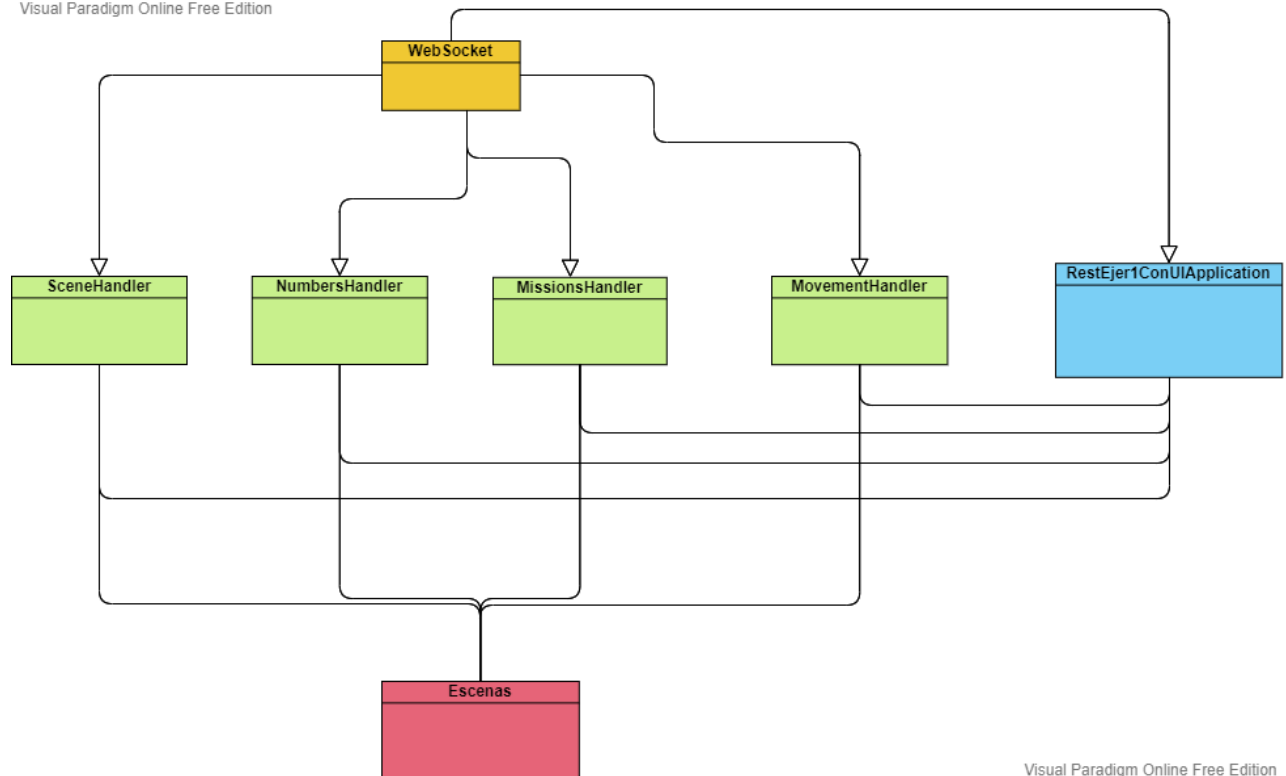 Visual Paradigm Online Free Edition
WebSocket
SceneHandler
NumbersHandler
MissionsHandler
MovementHandler
RestEjer1ConUIApplication
Escenas
Visual Paradigm Online Free Edition